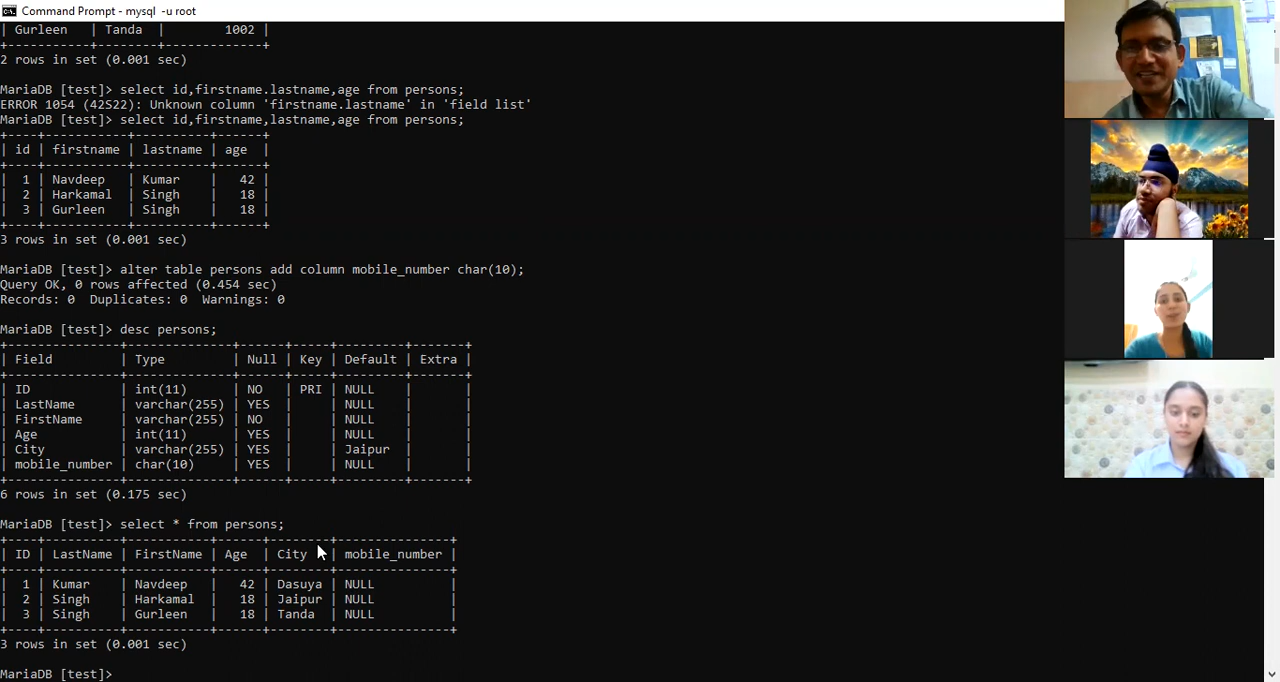 Command Prompt - mysql -u root
| Gurleen | Tanda | 1002 |
+---------+-------+-------------+
2 rows in set (0.001 sec)
MariaDB [test]> select id,firstname.lastname,age from persons;
ERROR 1054 (42S22): Unknown column 'firstname.lastname' in 'field list'
MariaDB [test]> select id,firstname,lastname,age from persons;
+----+-----------+----------+------+
| id | firstname | lastname | age |
+----+-----------+----------+------+
| 1 | Navdeep | Kumar | 42 |
| 2 | Harkamal | Singh | 18 |
| 3 | Gurleen | Singh | 18 |
+----+-----------+----------+------+
3 rows in set (0.001 sec)
MariaDB [test]> alter table persons add column mobile_number char(10);
Query OK, 0 rows affected (0.454 sec)
Records: 0 Duplicates: 0 Warnings: 0
MariaDB [test]> desc persons;
+---------------+--------------+------+-----+---------+-------+
| Field | Type | Null | Key | Default | Extra |
+---------------+--------------+------+-----+---------+-------+
| ID | int(11) | NO | PRI | NULL | |
| LastName | varchar(255) | YES | | NULL | |
| FirstName | varchar(255) | NO | | NULL | |
| Age | int(11) | YES | | NULL | |
| City | varchar(255) | YES | | Jaipur | |
| mobile_number | char(10) | YES | | NULL | |
+---------------+--------------+------+-----+---------+-------+
6 rows in set (0.175 sec)
MariaDB [test]> select * from persons;
+----+----------+-----------+------+--------+---------------+
| ID | LastName | FirstName | Age | City | mobile_number |
+----+----------+-----------+------+--------+---------------+
| 1 | Kumar | Navdeep | 42 | Dasuya | NULL |
| 2 | Singh | Harkamal | 18 | Jaipur | NULL |
| 3 | Singh | Gurleen | 18 | Tanda | NULL |
+----+----------+-----------+------+--------+---------------+
3 rows in set (0.001 sec)
MariaDB [test]>